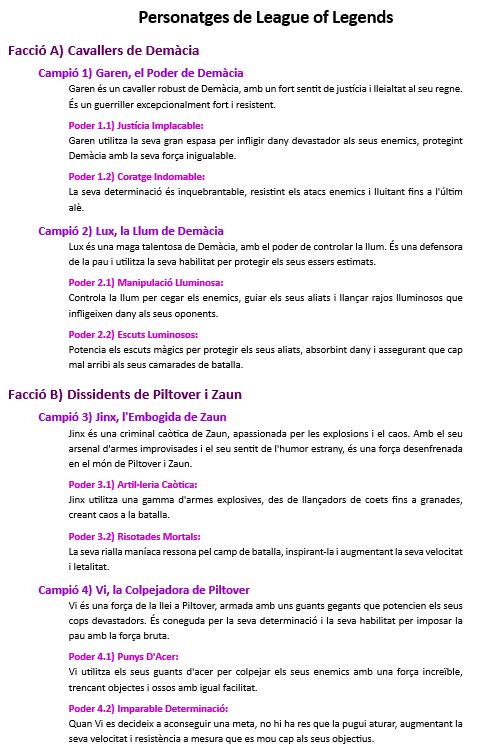 Personatges de League of Legends
Facció A) Cavallers de Demàcia
Campió 1) Garen, el Poder de Demàcia
Garen és un cavaller robust de Demàcia, amb un fort sentit de justícia i lleialtat al seu regne.
És un guerriller excepcionalment fort i resistent.
Poder 1.1) Justícia Implacable:
Garen utilitza la seva gran espasa per infligir dany devastador als seus enemics, protegint
Demàcia amb la seva força inigualable.
Poder 1.2) Coratge Indomable:
La seva determinació és inquebrantable, resistint els atacs enemics i lluitant fins a l'últim
alè.
Campió 2) Lux, la Llum de Demàcia
Lux és una maga talentosa de Demàcia, amb el poder de controlar la llum. És una defensora
de la pau i utilitza la seva habilitat per protegir els seus essers estimats.
Poder 2.1) Manipulació Lluminosa:
Controla la llum per cegar els enemics, guiar els seus aliats i llançar rajos lluminosos que
infligeixen dany als seus oponents.
Poder 2.2) Escuts Luminosos:
Potencia els escuts màgics per protegir els seus aliats, absorbint dany i assegurant que cap
mal arribi als seus camarades de batalla.
Facció B) Dissidents de Piltover i Zaun
Campió 3) Jinx, l'Embogida de Zaun
Jinx és una criminal caòtica de Zaun, apassionada per les explosions i el caos. Amb el seu
arsenal d'armes improvisades i el seu sentit de l'humor estrany, és una força desenfrenada
en el món de Piltover i Zaun.
Poder 3.1) Artil·leria Caòtica:
Jinx utilitza una gamma d'armes explosives, des de llançadors de coets fins a granades,
creant caos a la batalla.
Poder 3.2) Risotades Mortals:
La seva rialla maníaca ressona pel camp de batalla, inspirant-la i augmentant la seva velocitat
i letalitat.
Campió 4) Vi, la Colpejadora de Piltover
Vi és una força de la llei a Piltover, armada amb uns guants gegants que potencien els seus
cops devastadors. És coneguda per la seva determinació i la seva habilitat per imposar la
pau amb la força bruta.
Poder 4.1) Punys D'Acer:
Vi utilitza els seus guants d'acer per colpejar els seus enemics amb una força increïble,
trencant objectes i ossos amb igual facilitat.
Poder 4.2) Imparable Determinació:
Quan Vi es decideix a aconseguir una meta, no hi ha res que la pugui aturar, augmentant la
seva velocitat i resistència a mesura que es mou cap als seus objectius.